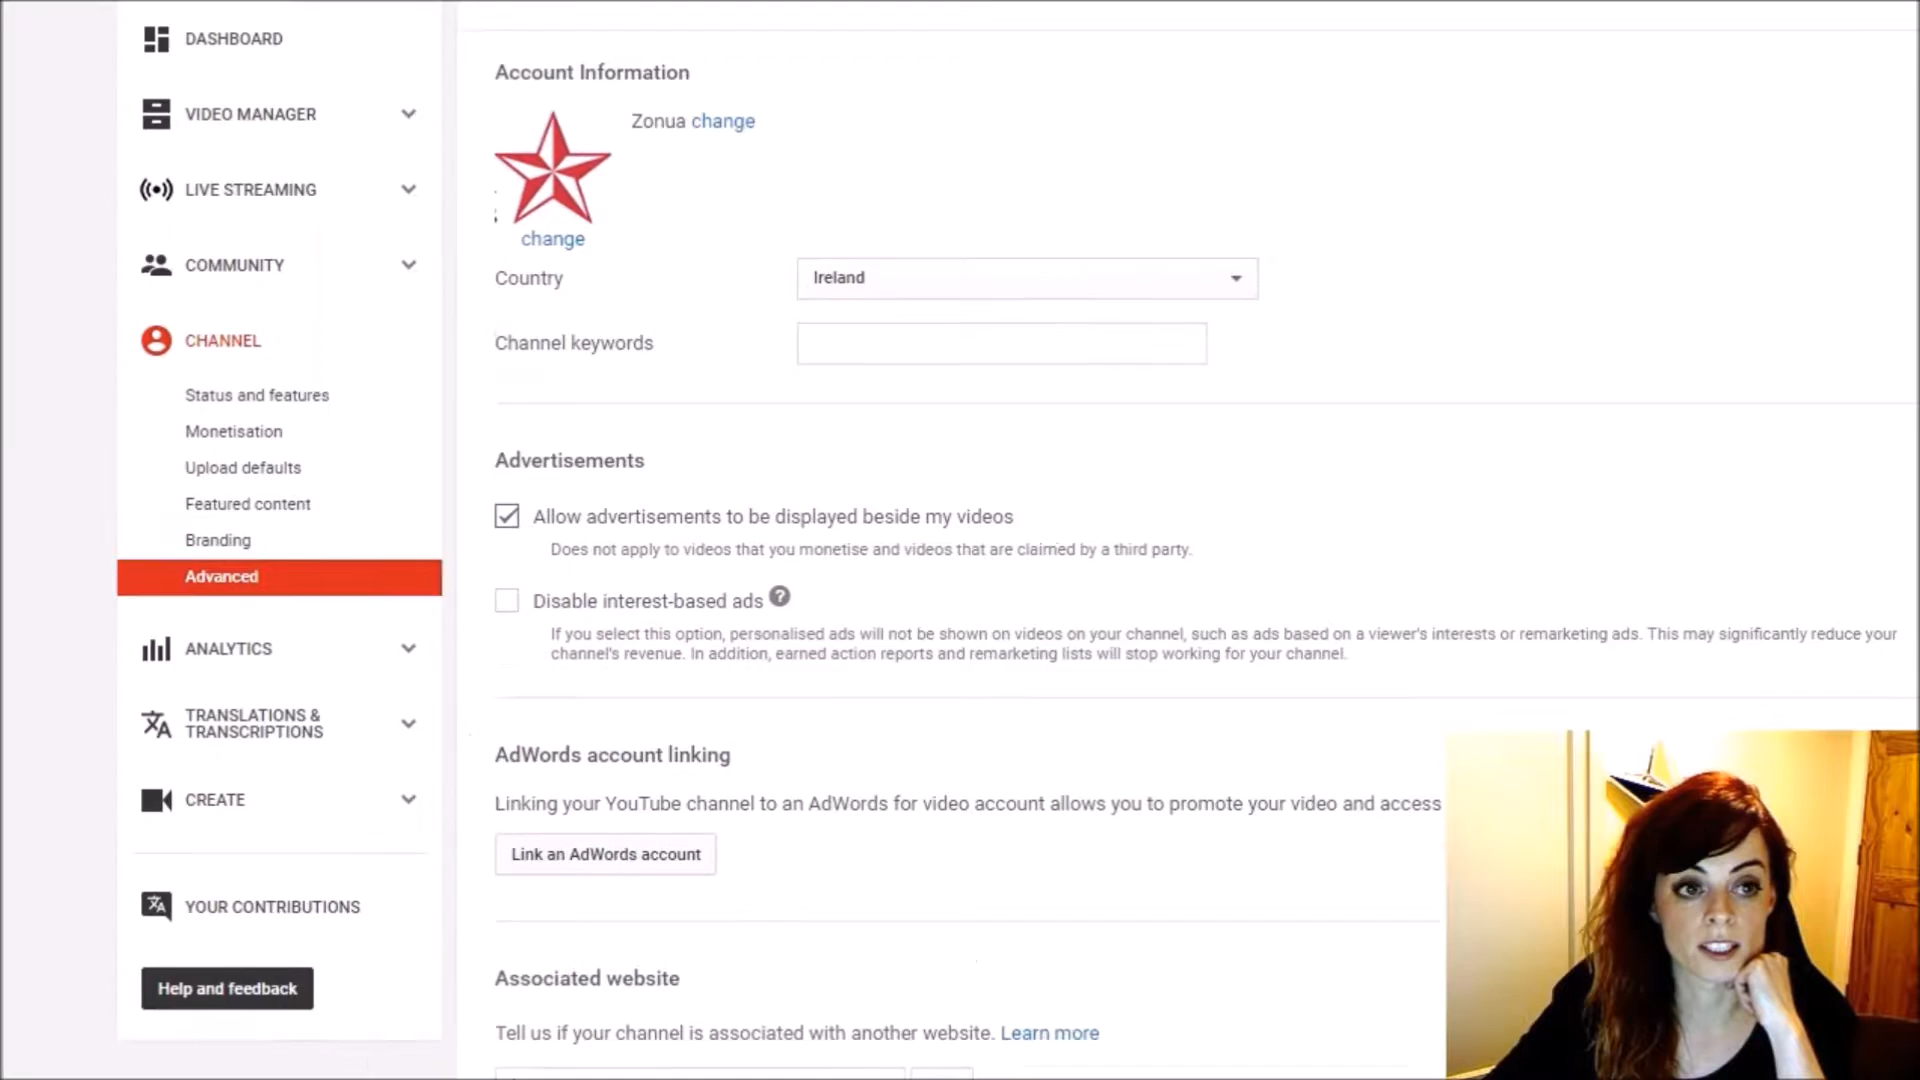 DASHBOARD
VIDEO MANAGER
LIVE STREAMING
COMMUNITY
CHANNEL
Status and features
Monetisation
Upload defaults
Featured content
Branding
Advanced
ANALYTICS
TRANSLATIONS &
TRANSCRIPTIONS
CREATE
YOUR CONTRIBUTIONS
Help and feedback
Account Information
Zonua change
change
Country
Ireland
Channel keywords
Advertisements
Allow advertisements to be displayed beside my videos
Does not apply to videos that you monetise and videos that are claimed by a third party.
Disable interest-based ads ?
If you select this option, personalised ads will not be shown on videos on your channel, such as ads based on a viewer's interests or remarketing ads. This may significantly reduce your
channel's revenue. In addition, earned action reports and remarketing lists will stop working for your channel.
AdWords account linking
Linking your YouTube channel to an AdWords for video account allows you to promote your video and access
Link an AdWords account
Associated website
Tell us if your channel is associated with another website. Learn more